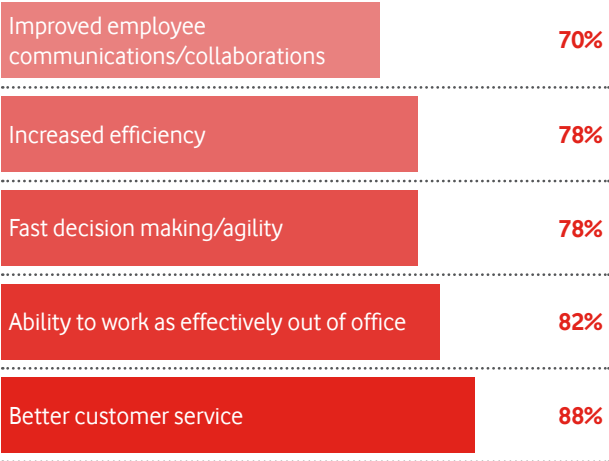 Improved employee
communications/collaborations
70%
Increased efficiency
78%
Fast decision making/agility
78%
Ability to work as effectively out of office
82%
Better customer service
88%